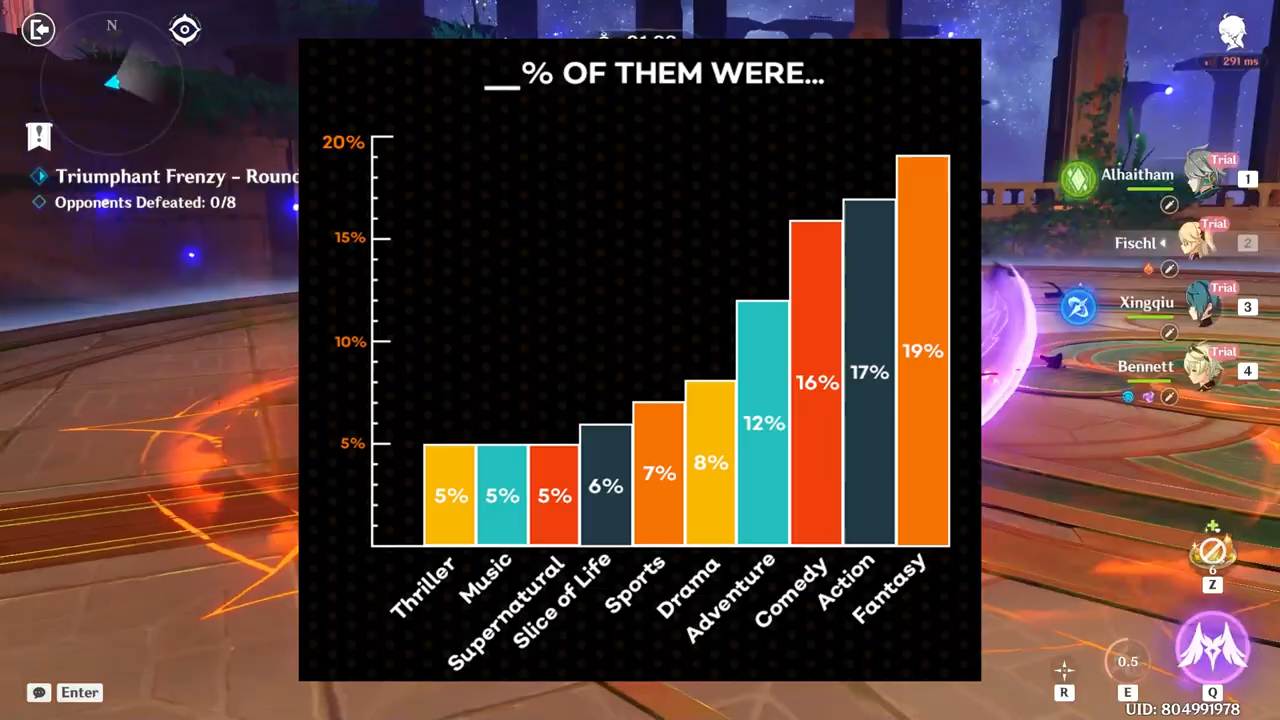 N
291 ms
__% OF THEM WERE...
Triumphant Frenzy - Round
Opponents Defeated: 0/8
20%
15%
10%
5%
5%
5%
5%
6%
7%
8%
12%
16%
17%
19%
Thriller
Music
Supernatural
Slice of Life
Sports
Drama
Adventure
Comedy
Action
Fantasy
Trial
Alhaitham
1
Trial
Fischl
2
Trial
Xingqiu
3
Trial
Bennett
4
6
Z
0.5
R
E
Q
Enter
UID: 804991978